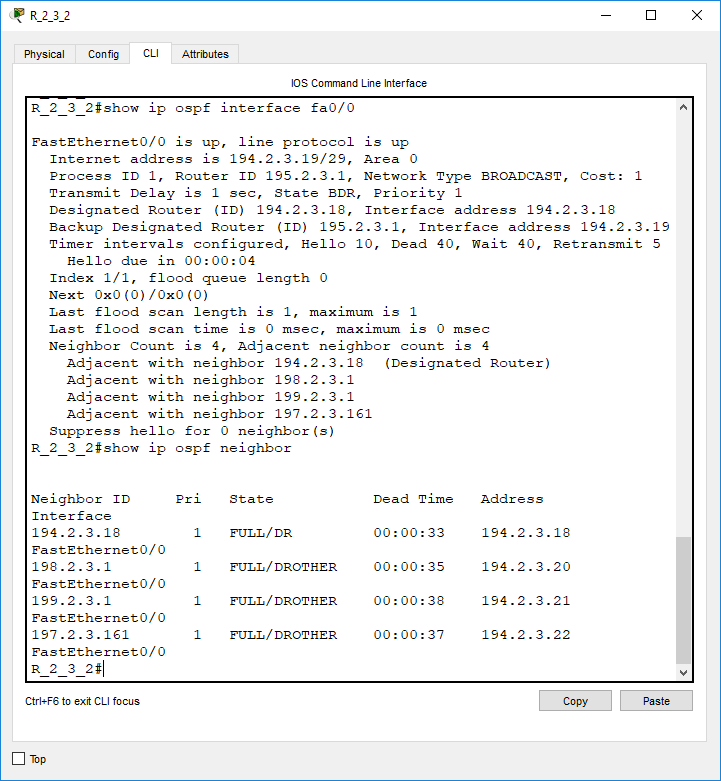 R_2_3_2
Physical Config CLI Attributes
IOS Command Line Interface
R_2_3_2#show ip ospf interface fa0/0
FastEthernet0/0 is up, line protocol is up
Internet address is 194.2.3.19/29, Area 0
Process ID 1, Router ID 195.2.3.1, Network Type BROADCAST, Cost: 1
Transmit Delay is 1 sec, State BDR, Priority 1
Designated Router (ID) 194.2.3.18, Interface address 194.2.3.18
Backup Designated Router (ID) 195.2.3.1, Interface address 194.2.3.19
Timer intervals configured, Hello 10, Dead 40, Wait 40, Retransmit 5
Hello due in 00:00:04
Index 1/1, flood queue length 0
Next 0x0(0)/0x0(0)
Last flood scan length is 1, maximum is 1
Last flood scan time is 0 msec, maximum is 0 msec
Neighbor Count is 4, Adjacent neighbor count is 4
Adjacent with neighbor 194.2.3.18  (Designated Router)
Adjacent with neighbor 198.2.3.1
Adjacent with neighbor 199.2.3.1
Adjacent with neighbor 197.2.3.161
Suppress hello for 0 neighbor(s)
R_2_3_2#show ip ospf neighbor
Neighbor ID     Pri   State           Dead Time   Address
Interface
194.2.3.18        1   FULL/DR         00:00:33    194.2.3.18
FastEthernet0/0
198.2.3.1         1   FULL/DROTHER    00:00:35    194.2.3.20
FastEthernet0/0
199.2.3.1         1   FULL/DROTHER    00:00:38    194.2.3.21
FastEthernet0/0
197.2.3.161       1   FULL/DROTHER    00:00:37    194.2.3.22
FastEthernet0/0
R_2_3_2#
Ctrl+F6 to exit CLI focus Copy Paste
Top